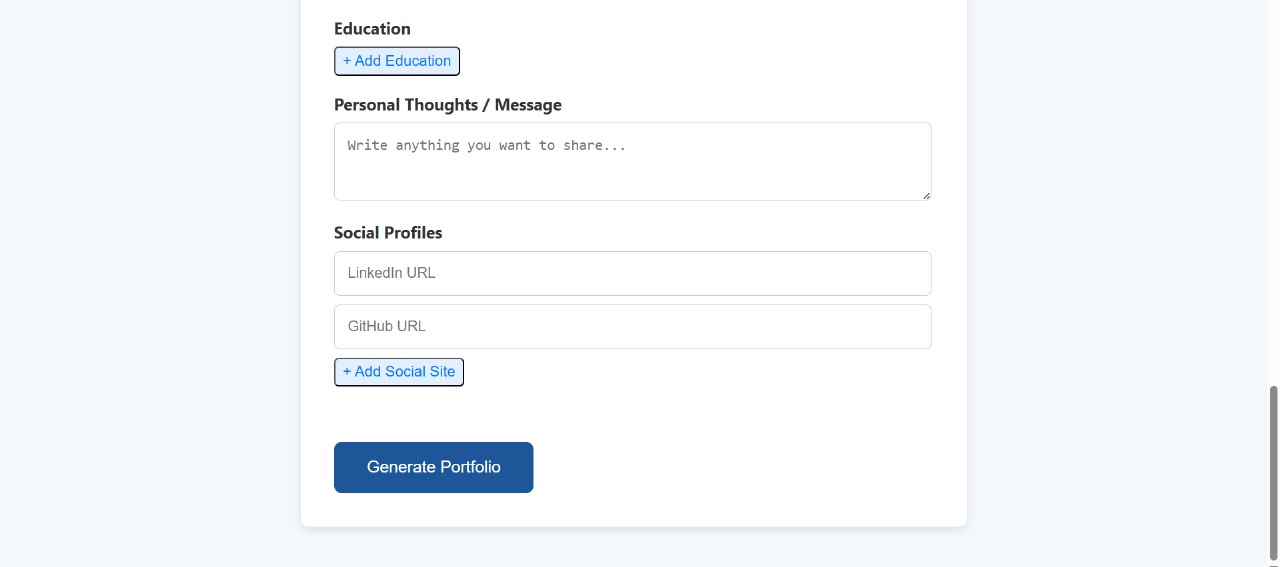 Education
+ Add Education
Personal Thoughts / Message
Write anything you want to share...
Social Profiles
LinkedIn URL
GitHub URL
+ Add Social Site
Generate Portfolio